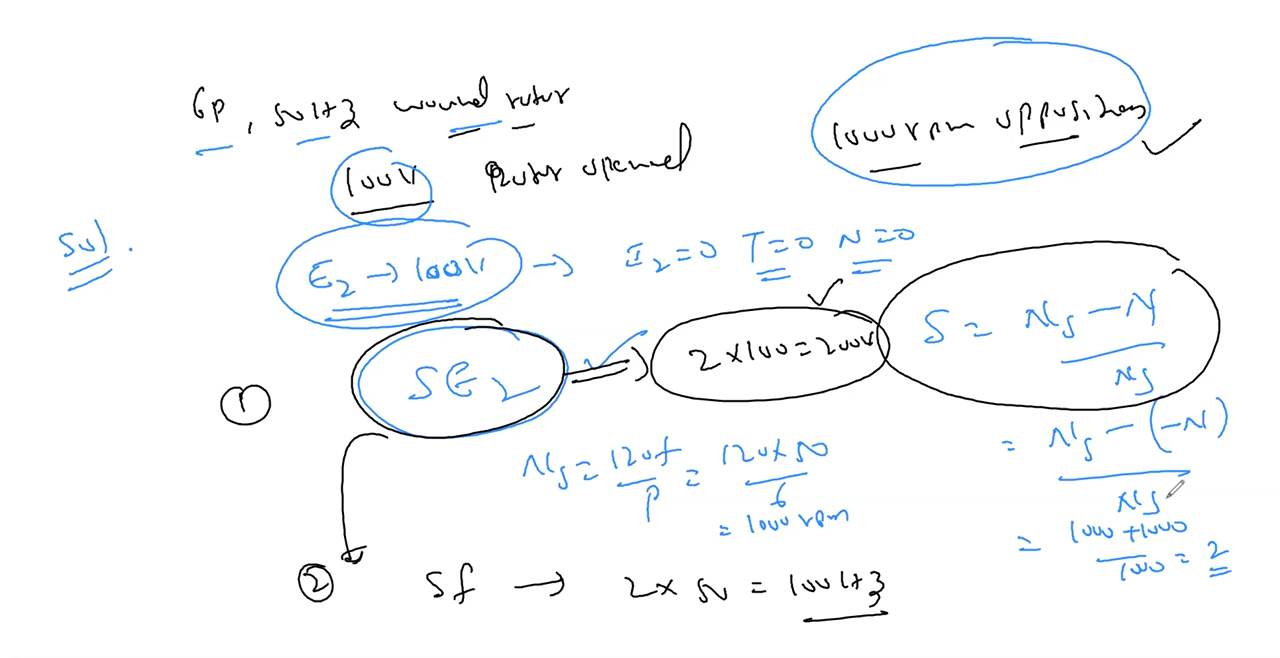 6P, 50Hz wound rotor
1000rpm opposition
100V Rotor opened
Sol.
E₂ → 100V → I₂=0 T=0 N=0
① SE₂ ⇒ 2×100=200V
S = Ns - N / Ns
Ns = 120f / P = 120×50 / 6
= 1000 rpm
= Ns - (-N) / Ns
= 1000 + 1000 / 1000 = 2
② Sf → 2× 50 = 100Hz